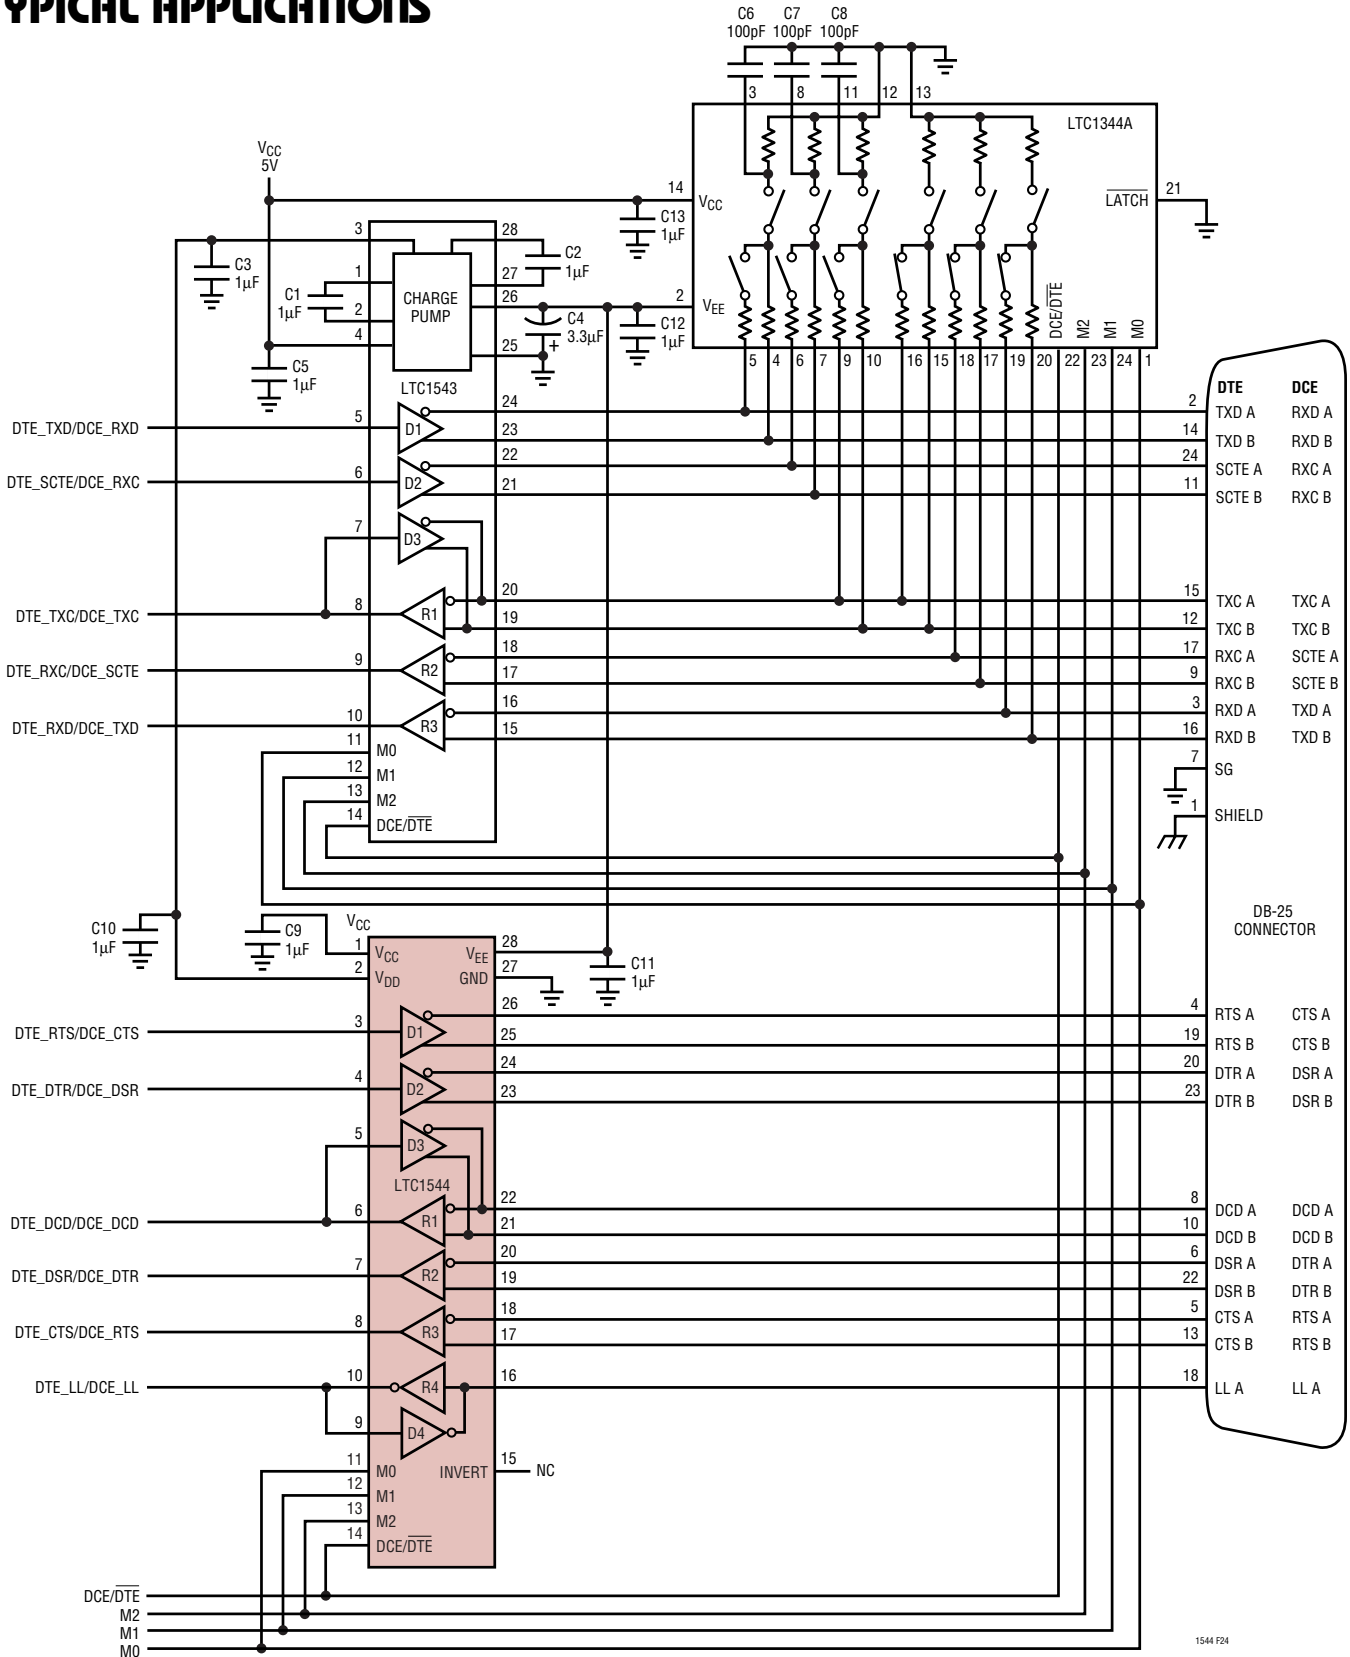 YPICAL APPLICATIONS
C6
100pF
C7
100pF
C8
100pF
3
8
11
12
13
LTC1344A
VCC
5V
14
VCC
LATCH
21
C13
1µF
3
28
C2
1µF
C3
1µF
1
27
C1
1µF
CHARGE
PUMP
26
2
VEE
2
C4
3.3µF
+
C12
1µF
4
25
C5
1µF
DCE/DTE
M2
M1
M0
5
4
6
7
9
10
16
15
18
17
19
20
22
23
24
1
LTC1543
DTE
DCE
DTE_TXD/DCE_RXD
5
D1
24
2
TXD A
RXD A
23
14
TXD B
RXD B
DTE_SCTE/DCE_RXC
6
D2
22
24
SCTE A
RXC A
21
11
SCTE B
RXC B
7
D3
DTE_TXC/DCE_TXC
8
R1
20
15
TXC A
TXC A
19
12
TXC B
TXC B
DTE_RXC/DCE_SCTE
9
R2
18
17
RXC A
SCTE A
17
9
RXC B
SCTE B
DTE_RXD/DCE_TXD
10
R3
16
3
RXD A
TXD A
15
16
RXD B
TXD B
11
M0
12
M1
13
M2
14
DCE/DTE
7
SG
1
SHIELD
DB-25
CONNECTOR
C10
1µF
C9
1µF
VCC
1
VCC
2
VDD
VEE
28
GND
27
C11
1µF
DTE_RTS/DCE_CTS
3
D1
26
4
RTS A
CTS A
25
19
RTS B
CTS B
DTE_DTR/DCE_DSR
4
D2
24
20
DTR A
DSR A
23
23
DTR B
DSR B
5
D3
LTC1544
DTE_DCD/DCE_DCD
6
R1
22
8
DCD A
DCD A
21
10
DCD B
DCD B
DTE_DSR/DCE_DTR
7
R2
20
6
DSR A
DTR A
19
22
DSR B
DTR B
DTE_CTS/DCE_RTS
8
R3
18
5
CTS A
RTS A
17
13
CTS B
RTS B
DTE_LL/DCE_LL
10
R4
16
18
LL A
LL A
9
D4
11
M0
INVERT
15
NC
12
M1
13
M2
14
DCE/DTE
DCE/DTE
M2
M1
M0
1544 F24